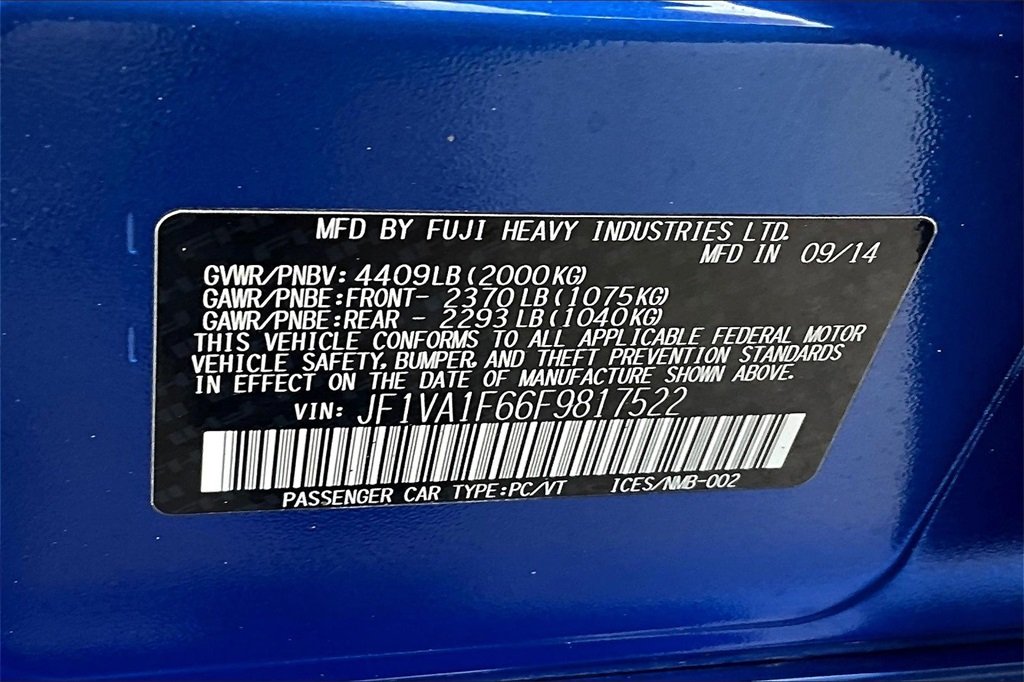 MFD BY FUJI HEAVY INDUSTRIES LTD.
MFD IN 09/14
GVWR/PNBV: 4409LB(2000KG)
GAWR/PNBE:FRONT- 2370LB(1075KG)
GAWR/PNBE:REAR - 2293LB(1040KG)
THIS VEHICLE CONFORMS TO ALL APPLICABLE FEDERAL MOTOR
VEHICLE SAFETY, BUMPER, AND THEFT PREVENTION STANDARDS
IN EFFECT ON THE DATE OF MANUFACTURE SHOWN ABOVE.
VIN: JF1VA1F66F9817522
PASSENGER CAR TYPE:PC/VT ICES/NMB-002